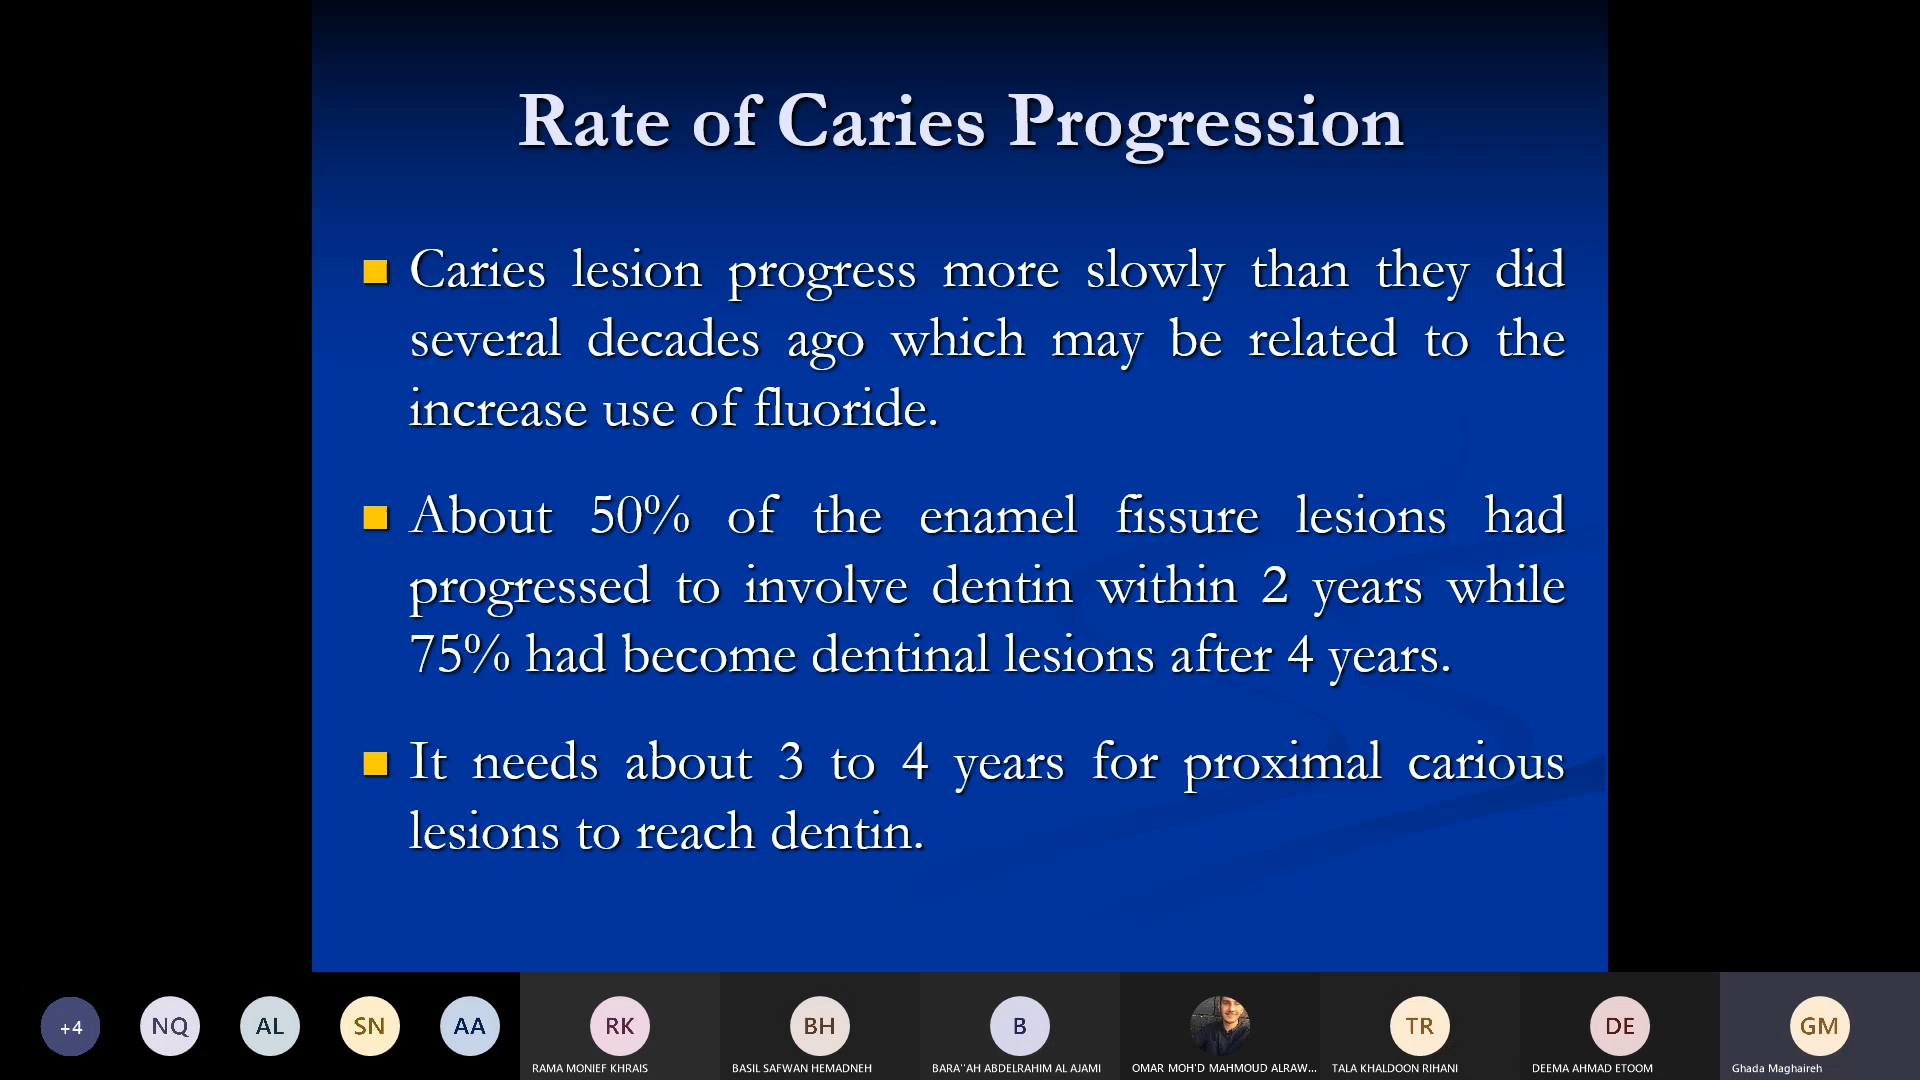 Rate of Caries Progression
Caries lesion progress more slowly than they did
several decades ago which may be related to the
increase use of fluoride.
About 50% of the enamel fissure lesions had
progressed to involve dentin within 2 years while
75% had become dentinal lesions after 4 years.
It needs about 3 to 4 years for proximal carious
lesions to reach dentin.
+4 NQ AL SN AA RK BH B TR DE GM
RAMA MONIEF KHRAIS BASIL SAFWAN HEMADNEH BARA''AH ABDELRAHIM AL AJAMI OMAR MOH'D MAHMOUD ALRAW... TALA KHALDOON RIHANI DEEMA AHMAD ETOOM Ghada Maghaireh